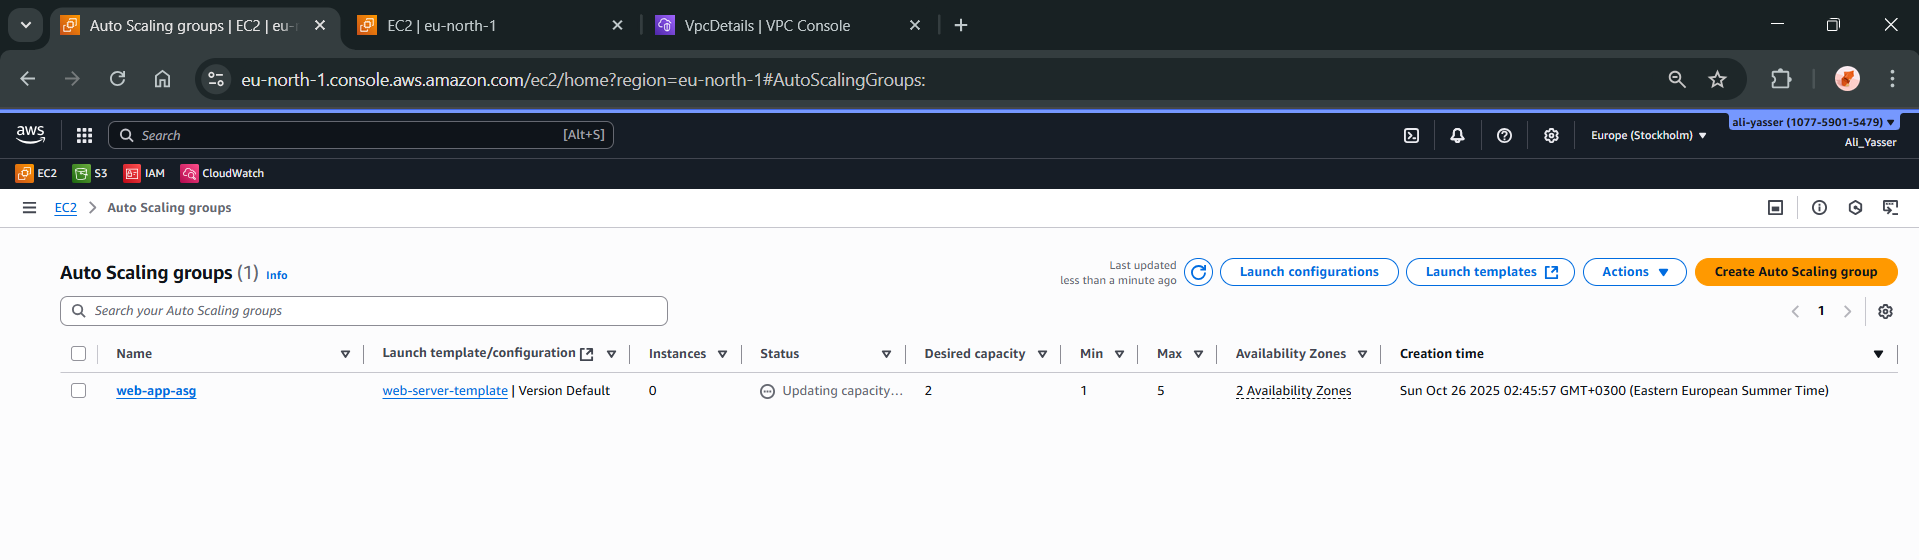 Auto Scaling groups | EC2 | eu-n
EC2 | eu-north-1
VpcDetails | VPC Console
eu-north-1.console.aws.amazon.com/ec2/home?region=eu-north-1#AutoScalingGroups:
aws
Search
[Alt+S]
Europe (Stockholm)
ali-yasser (1077-5901-5479)
Ali_Yasser
EC2
S3
IAM
CloudWatch
EC2
Auto Scaling groups
Auto Scaling groups (1) Info
Last updated
less than a minute ago
Launch configurations
Launch templates
Actions
Create Auto Scaling group
Search your Auto Scaling groups
1
Name Launch template/configuration Instances Status Desired capacity Min Max Availability Zones Creation time
web-app-asg web-server-template | Version Default 0 Updating capacity... 2 1 5 2 Availability Zones Sun Oct 26 2025 02:45:57 GMT+0300 (Eastern European Summer Time)